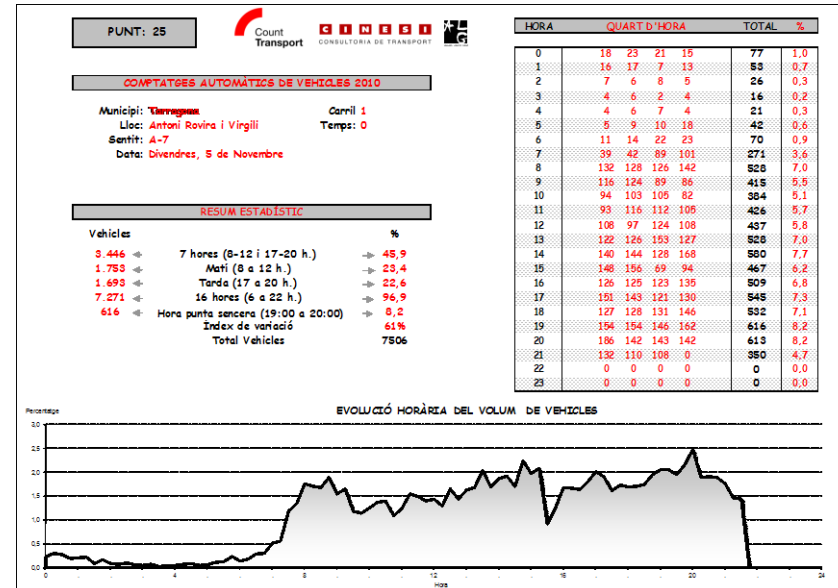 PUNT: 25
Count
Transport
CINESI
CONSULTORIA DE TRANSPORT
COMPTATGES AUTOMÀTICS DE VEHICLES 2010
Municipi: Tarragona Carril 1
Lloc: Antoni Rovira i Virgili Temps: 0
Sentit: A-7
Data: Divendres, 5 de Novembre
RESUM ESTADÍSTIC
Vehicles %
3.446 7 hores (8-12 i 17-20 h.) 45,9
1.753 Matí (8 a 12 h.) 23,4
1.693 Tarda (17 a 20 h.) 22,6
7.271 16 hores (6 a 22 h.) 96,9
616 Hora punta sencera (19:00 a 20:00) 8,2
Índex de variació 61%
Total Vehicles 7506
HORA QUART D'HORA TOTAL %
0 18 23 21 15 77 1,0
1 16 17 7 13 53 0,7
2 7 6 8 5 26 0,3
3 4 6 2 4 16 0,2
4 4 6 7 4 21 0,3
5 5 9 10 18 42 0,6
6 11 14 22 23 70 0,9
7 39 42 89 101 271 3,6
8 132 128 126 142 528 7,0
9 116 124 89 86 415 5,5
10 94 103 105 82 384 5,1
11 93 116 112 105 426 5,7
12 108 97 124 108 437 5,8
13 122 126 153 127 528 7,0
14 140 144 128 168 580 7,7
15 148 156 69 94 467 6,2
16 126 125 123 135 509 6,8
17 151 143 121 130 545 7,3
18 127 128 131 146 532 7,1
19 154 154 146 162 616 8,2
20 186 142 143 142 613 8,2
21 132 110 108 0 350 4,7
22 0 0 0 0 0 0,0
23 0 0 0 0 0 0,0
EVOLUCIÓ HORÀRIA DEL VOLUM DE VEHICLES
Percentatge
3,0
2,5
2,0
1,5
1,0
0,5
0,0
0 4 8 12 16 20 24
Hora